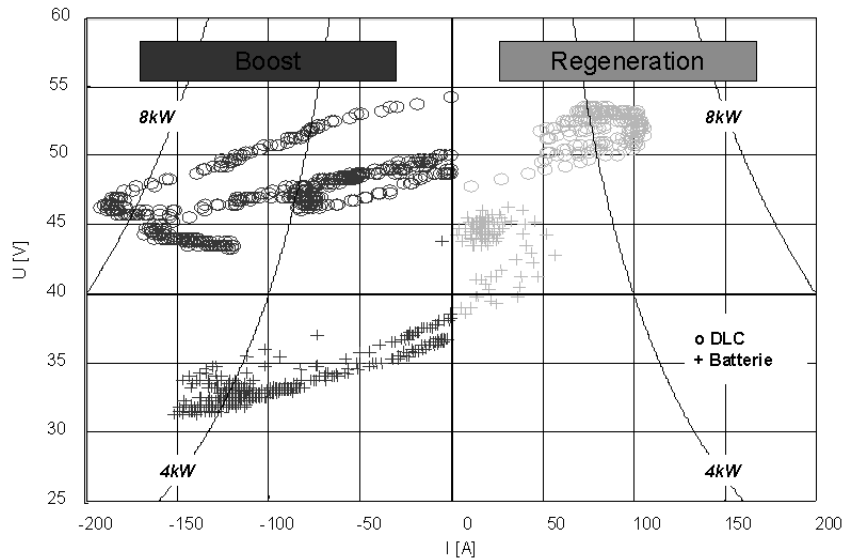 60
Boost Regeneration
55
8kW 8kW
50
45
U [V]
40
o DLC
35
+ Batterie
30
4kW 4kW
25
-200 -150 -100 -50 0 50 100 150 200
I [A]